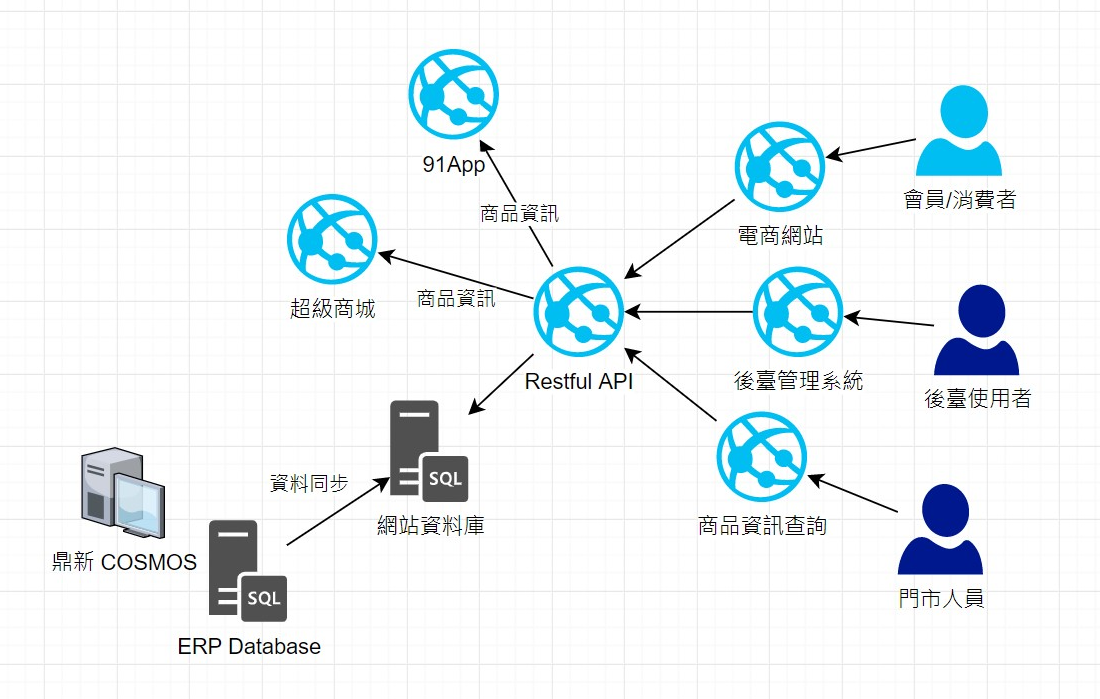 91App
商品資訊
會員/消費者
電商網站
超級商城
商品資訊
Restful API
後臺管理系統
後臺使用者
SQL
資料同步
網站資料庫
商品資訊查詢
鼎新 COSMOS
SQL
門市人員
ERP Database